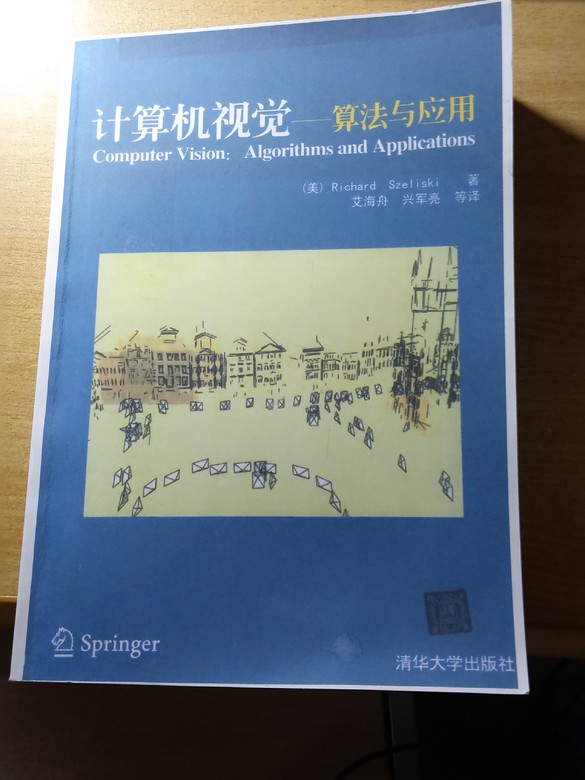 计算机视觉——算法与应用
Computer Vision: Algorithms and Applications
(美) Richard Szeliski 著
艾海舟 兴军亮 等译
Springer
清华大学出版社